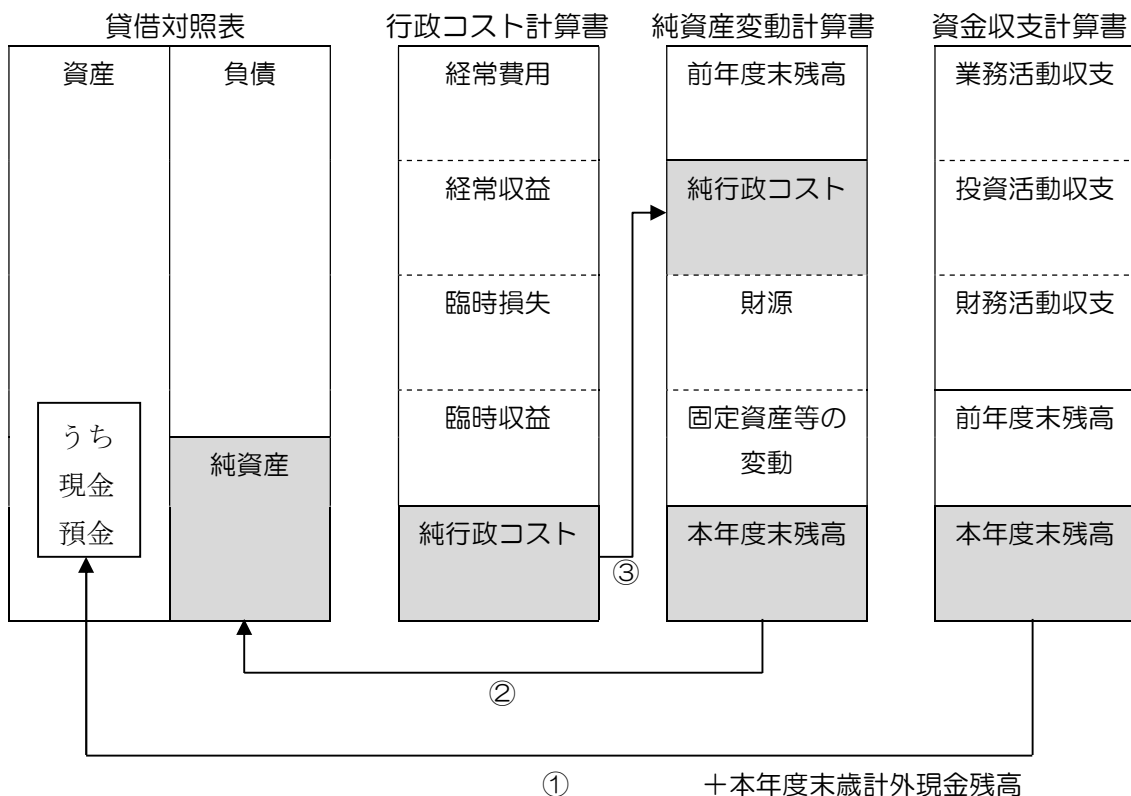 貸借対照表
資産
負債
うち
現金
預金
純資産
行政コスト計算書
経常費用
経常収益
臨時損失
臨時収益
純行政コスト
純資産変動計算書
前年度末残高
純行政コスト
財源
固定資産等の
変動
本年度末残高
資金収支計算書
業務活動収支
投資活動収支
財務活動収支
前年度末残高
本年度末残高
③
②
①
＋本年度末歳計外現金残高